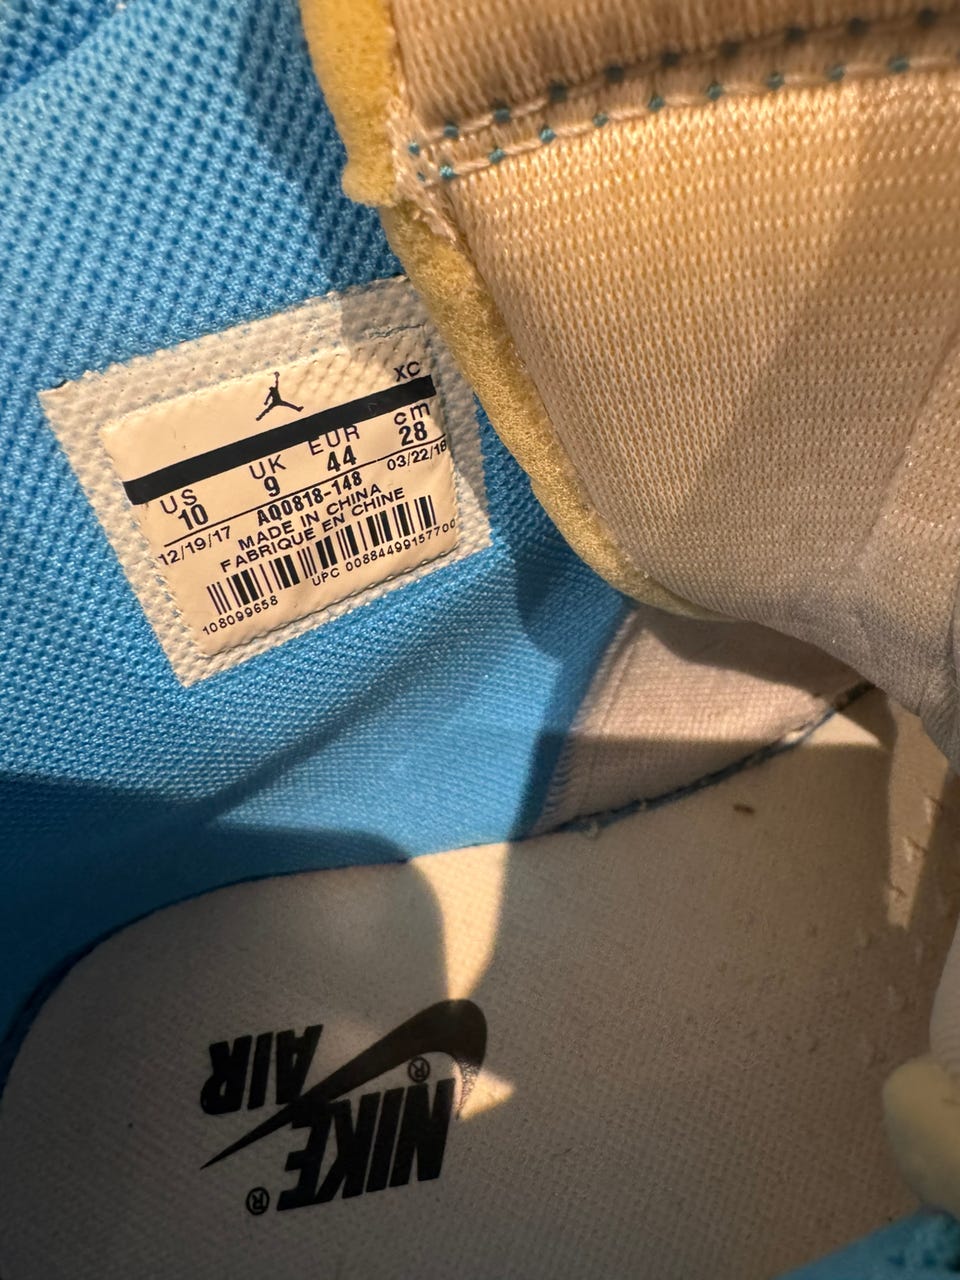 XC
US UK EUR cm
10 9 44 28
12/19/17 AQ0818-148 03/22/18
MADE IN CHINA
FABRIQUE EN CHINE
108099658 UPC 00884499157700
NIKE®
AIR®